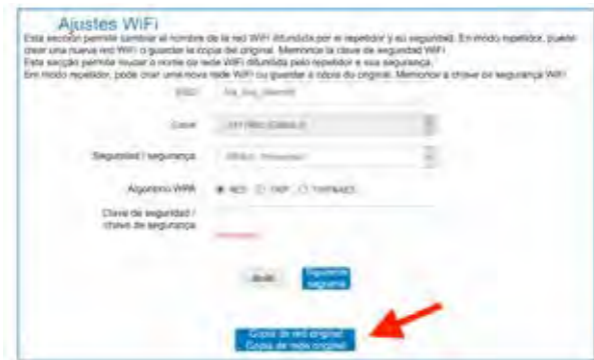 Ajustes WiFi
Esta sección permite cambiar el nombre de la red WiFi difundida por el repetidor y su seguridad. En modo repetidor, puede
crear una nueva red WiFi o guardar la copia del original. Memorice la clave de seguridad WiFi
Esta secção permite mudar o nome da rede WiFi difundida pelo repetidor e sua segurança.
Em modo repetidor, pode criar uma nova rede WiFi ou guardar a cópia do original. Memorice a chave de segurança WiFi
SSID
Canal
Seguridad / segurança
Algoritmo WPA AES TKIP TKIP&AES
Clave de seguridad /
chave de segurança
Siguiente
seguinte
Copia de red original
Copia de rede original